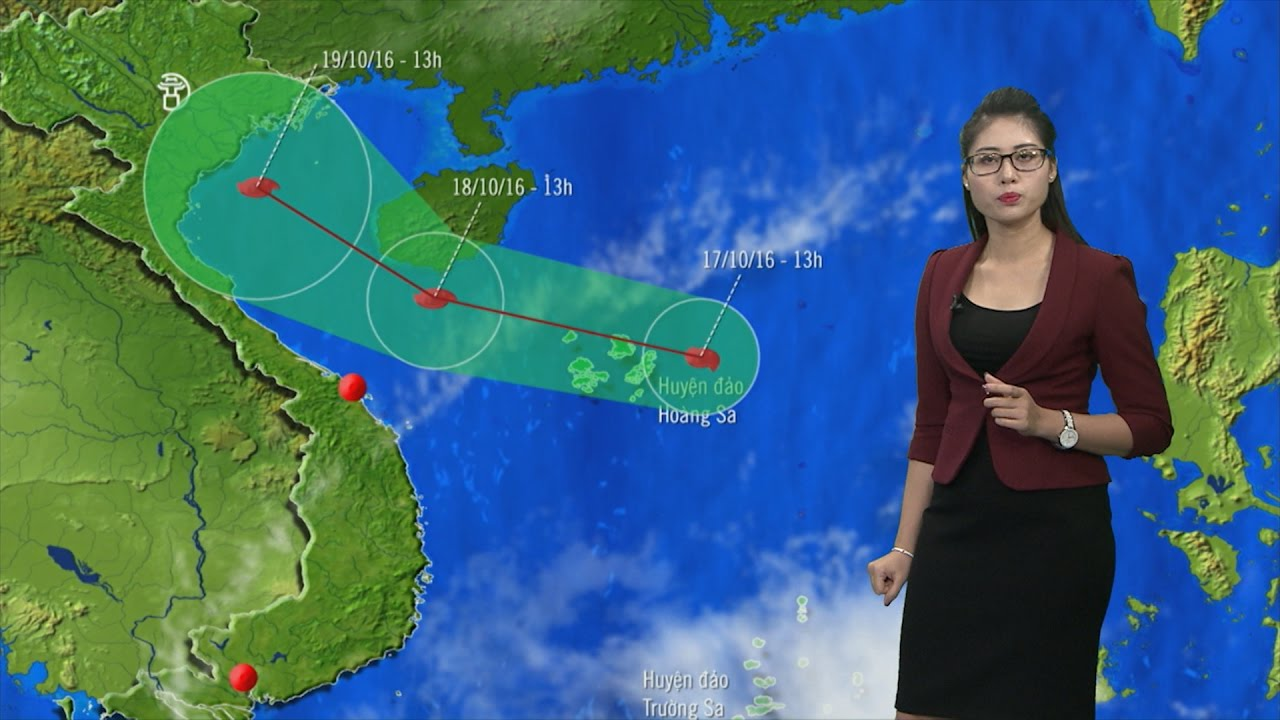 19/10/16 - 13h
18/10/16 - 13h
17/10/16 - 13h
Huyện đảo
Hoàng Sa
Huyện đảo
Trường Sa